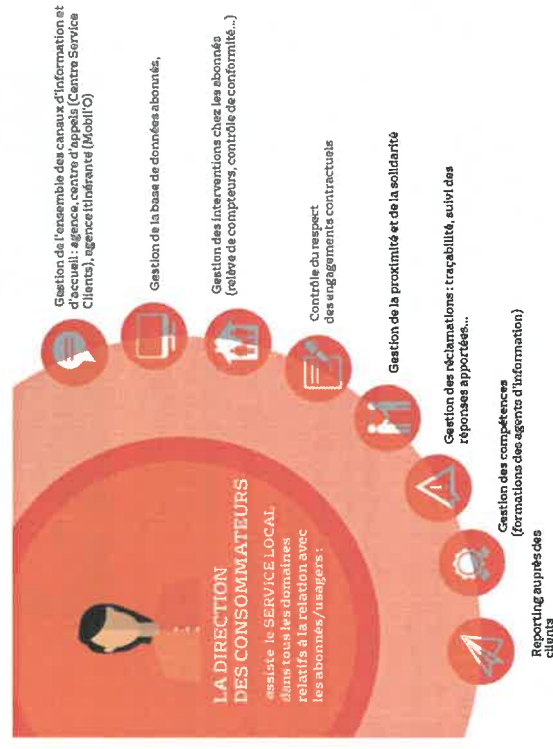 LA DIRECTION
DES CONSOMMATEURS
assiste le SERVICE LOCAL
dans tous les domaines
relatifs à la relation avec
les abonnés/usagers :
Gestion de l'ensemble des canaux d'information et
d'accueil : agence, centre d'appels (Centre Service
Clients), agence itinérante (Mobil'O)
Gestion de la base de données abonnés,
Gestion des interventions chez les abonnés
(relève de compteurs, contrôle de conformité...)
Contrôle du respect
des engagements contractuels
Gestion de la proximité et de la solidarité
Gestion des réclamations : traçabilité, suivi des
réponses apportées...
Gestion des compétences
(formations des agents d'information)
Reporting auprès des
clients